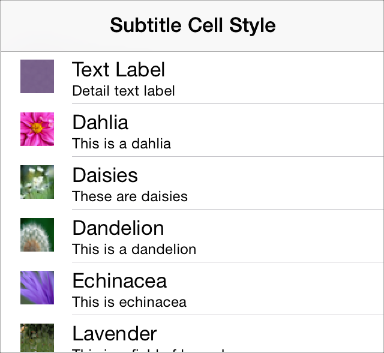 Subtitle Cell Style
Text Label
Detail text label
Dahlia
This is a dahlia
Daisies
These are daisies
Dandelion
This is a dandelion
Echinacea
This is echinacea
Lavender